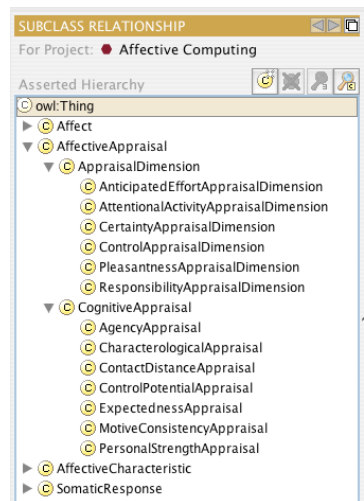 SUBCLASS RELATIONSHIP
For Project: Affective Computing
Asserted Hierarchy
C owl:Thing
C Affect
C AffectiveAppraisal
C AppraisalDimension
C AnticipatedEffortAppraisalDimension
C AttentionalActivityAppraisalDimension
C CertaintyAppraisalDimension
C ControlAppraisalDimension
C PleasantnessAppraisalDimension
C ResponsibilityAppraisalDimension
C CognitiveAppraisal
C AgencyAppraisal
C CharacterologicalAppraisal
C ContactDistanceAppraisal
C ControlPotentialAppraisal
C ExpectednessAppraisal
C MotiveConsistencyAppraisal
C PersonalStrengthAppraisal
C AffectiveCharacteristic
C SomaticResponse